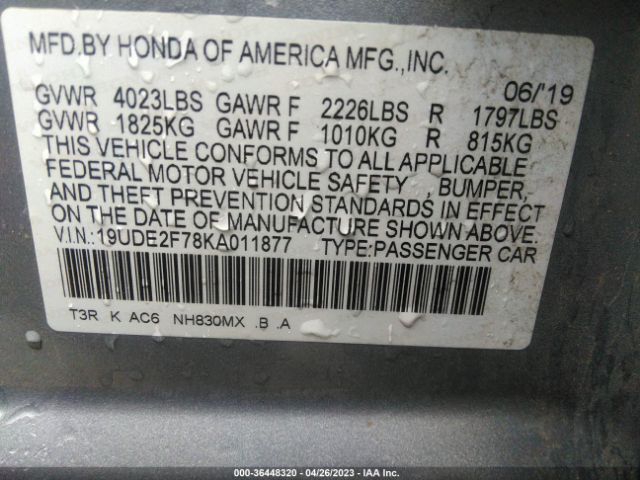 MFD.BY HONDA OF AMERICA MFG.,INC.
06/'19
GVWR 4023LBS GAWR F 2226LBS R 1797LBS
GVWR 1825KG GAWR F 1010KG R 815KG
THIS VEHICLE CONFORMS TO ALL APPLICABLE
FEDERAL MOTOR VEHICLE SAFETY , BUMPER,
AND THEFT PREVENTION STANDARDS IN EFFECT
ON THE DATE OF MANUFACTURE SHOWN ABOVE.
V.I.N.:19UDE2F78KA011877 TYPE:PASSENGER CAR
T3R K AC6 NH830MX .B .A
000-36448320 | 04/26/2023 | IAA Inc.